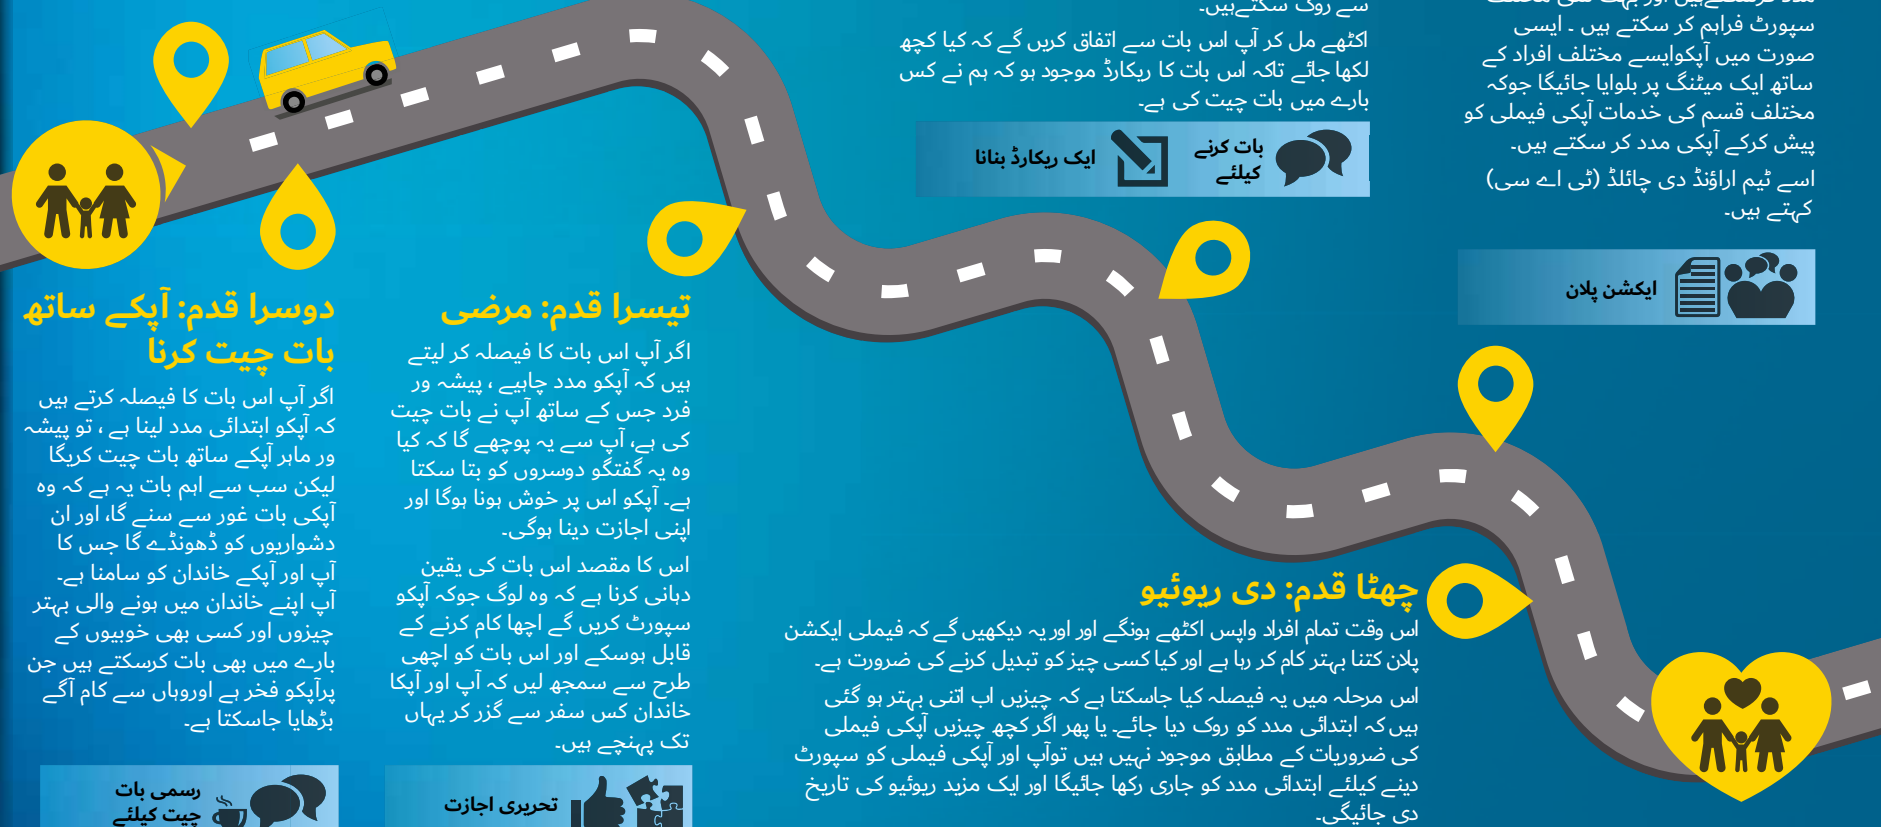 سے روک سکتےہیں۔
اکٹھے مل کر آپ اس بات سے اتفاق کریں گے کہ کیا کچھ
لکھا جائے تاکہ اس بات کا ریکارڈ موجود ہو کہ ہم نے کس
بارے میں بات چیت کی ہے۔
بات کرنے
کیلئے
ایک ریکارڈ بنانا
سپورٹ فراہم کر سکتے ہیں ۔ ایسی
صورت میں آپکوایسے مختلف افراد کے
ساتھ ایک میٹنگ پر بلوایا جائیگا جوکہ
مختلف قسم کی خدمات آپکی فیملی کو
پیش کرکے آپکی مدد کر سکتے ہیں۔
اسے ٹیم اراؤنڈ دی چائلڈ (ٹی اے سی)
کہتے ہیں۔
ایکشن پلان
دوسرا قدم: آپکے ساتھ
بات چیت کرنا
اگر آپ اس بات کا فیصلہ کرتے ہیں
کہ آپکو ابتدائی مدد لینا ہے ، تو پیشہ
ور ماہر آپکے ساتھ بات چیت کریگا
لیکن سب سے اہم بات یہ ہے کہ وہ
آپکی بات غور سے سنے گا، اور ان
دشواریوں کو ڈھونڈے گا جس کا
آپ اور آپکے خاندان کو سامنا ہے۔
آپ اپنے خاندان میں ہونے والی بہتر
چیزوں اور کسی بھی خوبیوں کے
بارے میں بھی بات کرسکتے ہیں جن
پرآپکو فخر ہے اوروہاں سے کام آگے
بڑھایا جاسکتا ہے۔
رسمی بات
چیت کیلئے
تیسرا قدم: مرضی
اگر آپ اس بات کا فیصلہ کر لیتے
ہیں کہ آپکو مدد چاہیے ، پیشہ ور
فرد جس کے ساتھ آپ نے بات چیت
کی ہے، آپ سے یہ پوچھے گا کہ کیا
وہ یہ گفتگو دوسروں کو بتا سکتا
ہے۔ آپکو اس پر خوش ہونا ہوگا اور
اپنی اجازت دینا ہوگی۔
اس کا مقصد اس بات کی یقین
دہانی کرنا ہے کہ وہ لوگ جوکہ آپکو
سپورٹ کریں گے اچھا کام کرنے کے
قابل ہوسکے اور اس بات کو اچھی
طرح سے سمجھ لیں کہ آپ اور آپکا
خاندان کس سفر سے گزر کر یہاں
تک پہنچے ہیں۔
تحریری اجازت
چھٹا قدم: دی ریوئیو
اس وقت تمام افراد واپس اکٹھے ہونگے اور اور یہ دیکھیں گے کہ فیملی ایکشن
پلان کتنا بہتر کام کر رہا ہے اور کیا کسی چیز کو تبدیل کرنے کی ضرورت ہے۔
اس مرحلہ میں یہ فیصلہ کیا جاسکتا ہے کہ چیزیں اب اتنی بہتر ہو گئی
ہیں کہ ابتدائی مدد کو روک دیا جائے۔ یا پھر اگر کچھ چیزیں آپکی فیملی
کی ضروریات کے مطابق موجود نہیں ہیں توآپ اور آپکی فیملی کو سپورٹ
دینے کیلئے ابتدائی مدد کو جاری رکھا جائیگا اور ایک مزید ریوئیو کی تاریخ
دی جائیگی۔